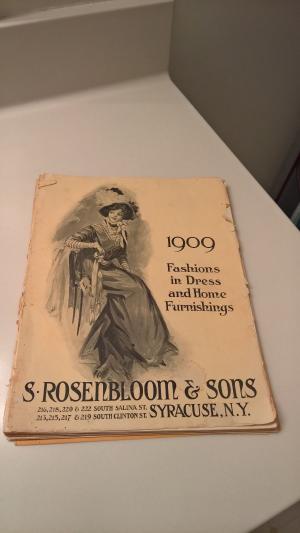 1909
Fashions
in Dress
and Home
Furnishings
S. ROSENBLOOM & SONS
216, 218, 220 & 222 SOUTH SALINA ST.
213, 215, 217 & 219 SOUTH CLINTON ST.
SYRACUSE, N.Y.